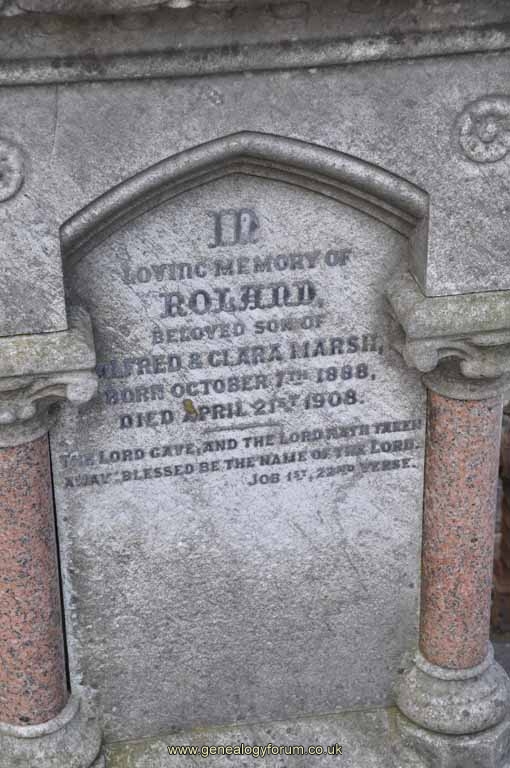 IN
LOVING MEMORY OF
ROLAND,
BELOVED SON OF
ALFRED & CLARA MARSH,
BORN OCTOBER 7TH 1888,
DIED APRIL 21ST 1908.
THE LORD GAVE, AND THE LORD HATH TAKEN
AWAY. BLESSED BE THE NAME OF THE LORD.
JOB 1ST, 22ND VERSE.
www.genealogyforum.co.uk